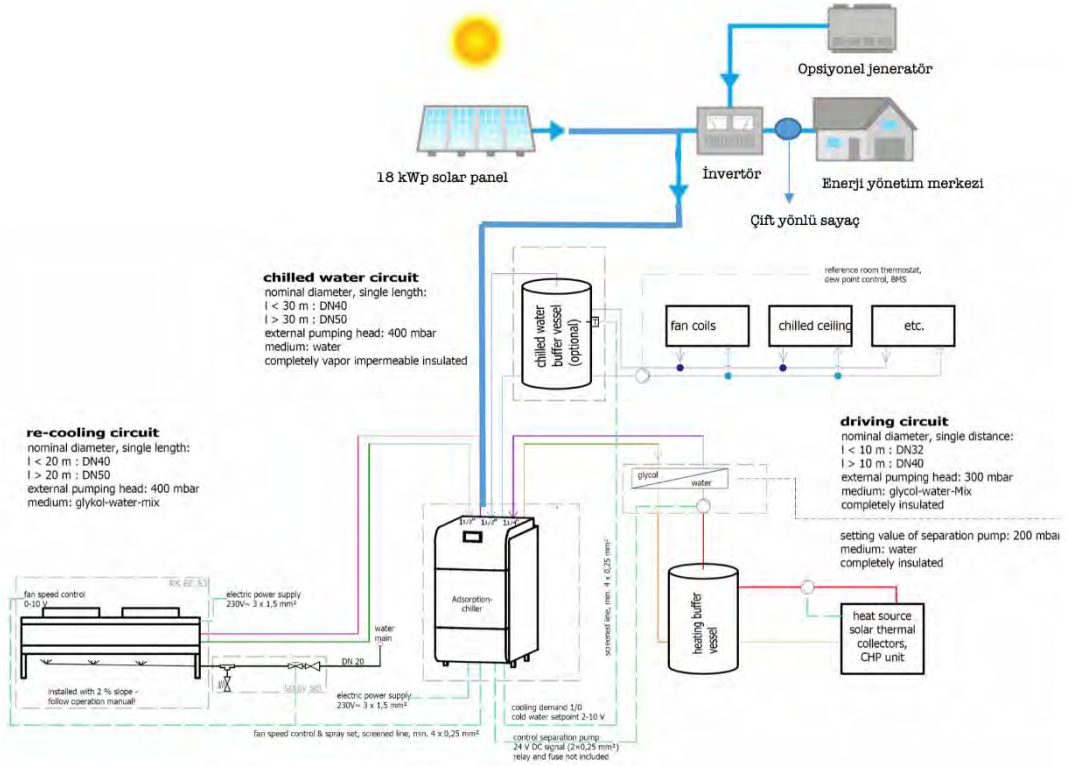 Opsiyonel jeneratör
18 kWp solar panel
İnvertör
Enerji yönetim merkezi
Çift yönlü sayaç
chilled water circuit
nominal diameter, single length:
l < 30 m : DN40
l > 30 m : DN50
external pumping head: 400 mbar
medium: water
completely vapor impermeable insulated
chilled water
buffer vessel
(optional)
T
reference room thermostat,
dew point control, BMS
fan coils
chilled ceiling
etc.
re-cooling circuit
nominal diameter, single length:
l < 20 m : DN40
l > 20 m : DN50
external pumping head: 400 mbar
medium: glykol-water-mix
driving circuit
nominal diameter, single distance:
l < 10 m : DN32
l > 10 m : DN40
external pumping head: 300 mbar
medium: glycol-water-Mix
completely insulated
setting value of separation pump: 200 mbar
medium: water
completely insulated
glycol
water
1 1/2" 1 1/2" 1 1/4"
Adsorption-
chiller
screened line, min. 4 x 0,25 mm²
heating buffer
vessel
heat source
solar thermal
collectors,
CHP unit
fan speed control
0-10 V
electric power supply
230V~ 3 x 1,5 mm²
water
main
DN 20
spray set
installed with 2 % slope -
follow operation manual!
electric power supply
230V~ 3 x 1,5 mm²
fan speed control & spray set, screened line, min. 4 x 0,25 mm²
cooling demand 1/0
cold water setpoint 2-10 V
control separation pump
24 V DC signal (2x0,25 mm²)
relay and fuse not included